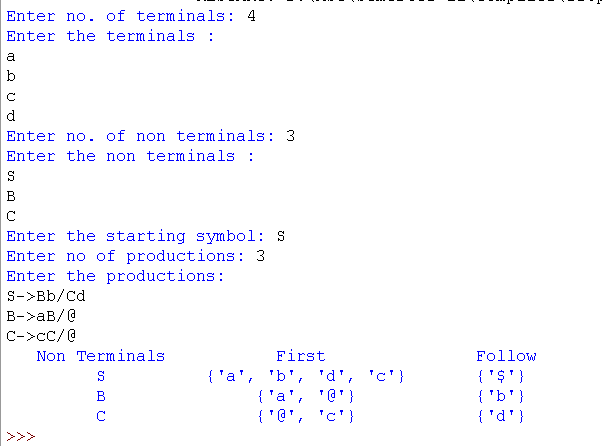 Enter no. of terminals: 4
Enter the terminals :
a
b
c
d
Enter no. of non terminals: 3
Enter the non terminals :
S
B
C
Enter the starting symbol: S
Enter no of productions: 3
Enter the productions:
S->Bb/Cd
B->aB/@
C->cC/@
Non Terminals First Follow
S {'a', 'b', 'd', 'c'} {'$'}
B {'a', '@'} {'b'}
C {'@', 'c'} {'d'}
>>>